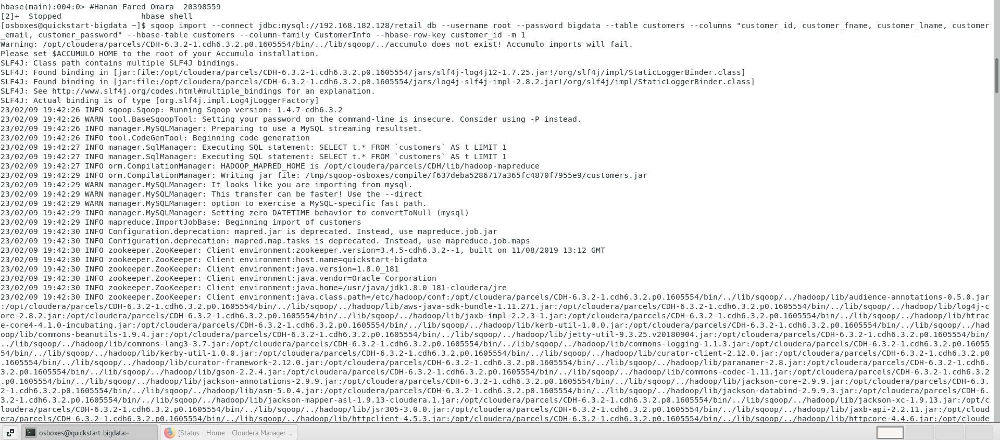 hbase(main):004:0> #Hanan Fared Omara  20398559
[2]+  Stopped                 hbase shell
[osboxes@quickstart-bigdata ~]$ sqoop import --connect jdbc:mysql://192.168.182.128/retail_db --username root --password bigdata --table customers --columns "customer_id, customer_fname, customer_lname, customer
_email, customer_password" --hbase-table customers --column-family CustomerInfo --hbase-row-key customer_id -m 1
Warning: /opt/cloudera/parcels/CDH-6.3.2-1.cdh6.3.2.p0.1605554/bin/../lib/sqoop/../accumulo does not exist! Accumulo imports will fail.
Please set $ACCUMULO_HOME to the root of your Accumulo installation.
SLF4J: Class path contains multiple SLF4J bindings.
SLF4J: Found binding in [jar:file:/opt/cloudera/parcels/CDH-6.3.2-1.cdh6.3.2.p0.1605554/jars/slf4j-log4j12-1.7.25.jar!/org/slf4j/impl/StaticLoggerBinder.class]
SLF4J: Found binding in [jar:file:/opt/cloudera/parcels/CDH-6.3.2-1.cdh6.3.2.p0.1605554/jars/log4j-slf4j-impl-2.8.2.jar!/org/slf4j/impl/StaticLoggerBinder.class]
SLF4J: See http://www.slf4j.org/codes.html#multiple_bindings for an explanation.
SLF4J: Actual binding is of type [org.slf4j.impl.Log4jLoggerFactory]
23/02/09 19:42:26 INFO sqoop.Sqoop: Running Sqoop version: 1.4.7-cdh6.3.2
23/02/09 19:42:26 WARN tool.BaseSqoopTool: Setting your password on the command-line is insecure. Consider using -P instead.
23/02/09 19:42:26 INFO manager.MySQLManager: Preparing to use a MySQL streaming resultset.
23/02/09 19:42:26 INFO tool.CodeGenTool: Beginning code generation
23/02/09 19:42:27 INFO manager.SqlManager: Executing SQL statement: SELECT t.* FROM `customers` AS t LIMIT 1
23/02/09 19:42:27 INFO manager.SqlManager: Executing SQL statement: SELECT t.* FROM `customers` AS t LIMIT 1
23/02/09 19:42:27 INFO orm.CompilationManager: HADOOP_MAPRED_HOME is /opt/cloudera/parcels/CDH/lib/hadoop-mapreduce
23/02/09 19:42:29 INFO orm.CompilationManager: Writing jar file: /tmp/sqoop-osboxes/compile/f637deba5286717a365fc4870f7955e9/customers.jar
23/02/09 19:42:29 WARN manager.MySQLManager: It looks like you are importing from mysql.
23/02/09 19:42:29 WARN manager.MySQLManager: This transfer can be faster! Use the --direct
23/02/09 19:42:29 WARN manager.MySQLManager: option to exercise a MySQL-specific fast path.
23/02/09 19:42:29 INFO manager.MySQLManager: Setting zero DATETIME behavior to convertToNull (mysql)
23/02/09 19:42:29 INFO mapreduce.ImportJobBase: Beginning import of customers
23/02/09 19:42:30 INFO Configuration.deprecation: mapred.jar is deprecated. Instead, use mapreduce.job.jar
23/02/09 19:42:30 INFO Configuration.deprecation: mapred.map.tasks is deprecated. Instead, use mapreduce.job.maps
23/02/09 19:42:30 INFO zookeeper.ZooKeeper: Client environment:zookeeper.version=3.4.5-cdh6.3.2--1, built on 11/08/2019 13:12 GMT
23/02/09 19:42:30 INFO zookeeper.ZooKeeper: Client environment:host.name=quickstart-bigdata
23/02/09 19:42:30 INFO zookeeper.ZooKeeper: Client environment:java.version=1.8.0_181
23/02/09 19:42:30 INFO zookeeper.ZooKeeper: Client environment:java.vendor=Oracle Corporation
23/02/09 19:42:30 INFO zookeeper.ZooKeeper: Client environment:java.home=/usr/java/jdk1.8.0_181-cloudera/jre
23/02/09 19:42:30 INFO zookeeper.ZooKeeper: Client environment:java.class.path=/etc/hadoop/conf:/opt/cloudera/parcels/CDH-6.3.2-1.cdh6.3.2.p0.1605554/bin/../lib/sqoop/../hadoop/lib/audience-annotations-0.5.0.jar
:/opt/cloudera/parcels/CDH-6.3.2-1.cdh6.3.2.p0.1605554/bin/../lib/sqoop/../hadoop/lib/aws-java-sdk-bundle-1.11.271.jar:/opt/cloudera/parcels/CDH-6.3.2-1.cdh6.3.2.p0.1605554/bin/../lib/sqoop/../hadoop/lib/log4j-c
ore-2.8.2.jar:/opt/cloudera/parcels/CDH-6.3.2-1.cdh6.3.2.p0.1605554/bin/../lib/sqoop/../hadoop/lib/jaxb-impl-2.2.3-1.jar:/opt/cloudera/parcels/CDH-6.3.2-1.cdh6.3.2.p0.1605554/bin/../lib/sqoop/../hadoop/lib/htrac
e-core4-4.1.0-incubating.jar:/opt/cloudera/parcels/CDH-6.3.2-1.cdh6.3.2.p0.1605554/bin/../lib/sqoop/../hadoop/lib/kerb-util-1.0.0.jar:/opt/cloudera/parcels/CDH-6.3.2-1.cdh6.3.2.p0.1605554/bin/../lib/sqoop/../had
oop/lib/commons-beanutils-1.9.4.jar:/opt/cloudera/parcels/CDH-6.3.2-1.cdh6.3.2.p0.1605554/bin/../lib/sqoop/../hadoop/lib/jetty-util-9.3.25.v20180904.jar:/opt/cloudera/parcels/CDH-6.3.2-1.cdh6.3.2.p0.1605554/bin/
../lib/sqoop/../hadoop/lib/commons-lang3-3.7.jar:/opt/cloudera/parcels/CDH-6.3.2-1.cdh6.3.2.p0.1605554/bin/../lib/sqoop/../hadoop/lib/commons-logging-1.1.3.jar:/opt/cloudera/parcels/CDH-6.3.2-1.cdh6.3.2.p0.16055
54/bin/../lib/sqoop/../hadoop/lib/kerby-util-1.0.0.jar:/opt/cloudera/parcels/CDH-6.3.2-1.cdh6.3.2.p0.1605554/bin/../lib/sqoop/../hadoop/lib/curator-client-2.12.0.jar:/opt/cloudera/parcels/CDH-6.3.2-1.cdh6.3.2.p0
.1605554/bin/../lib/sqoop/../hadoop/lib/curator-framework-2.12.0.jar:/opt/cloudera/parcels/CDH-6.3.2-1.cdh6.3.2.p0.1605554/bin/../lib/sqoop/../hadoop/lib/paranamer-2.8.jar:/opt/cloudera/parcels/CDH-6.3.2-1.cdh6.
3.2.p0.1605554/bin/../lib/sqoop/../hadoop/lib/gson-2.2.4.jar:/opt/cloudera/parcels/CDH-6.3.2-1.cdh6.3.2.p0.1605554/bin/../lib/sqoop/../hadoop/lib/commons-codec-1.11.jar:/opt/cloudera/parcels/CDH-6.3.2-1.cdh6.3.2
.p0.1605554/bin/../lib/sqoop/../hadoop/lib/jackson-annotations-2.9.9.jar:/opt/cloudera/parcels/CDH-6.3.2-1.cdh6.3.2.p0.1605554/bin/../lib/sqoop/../hadoop/lib/jackson-core-2.9.9.jar:/opt/cloudera/parcels/CDH-6.3.
2-1.cdh6.3.2.p0.1605554/bin/../lib/sqoop/../hadoop/lib/asm-5.0.4.jar:/opt/cloudera/parcels/CDH-6.3.2-1.cdh6.3.2.p0.1605554/bin/../lib/sqoop/../hadoop/lib/jackson-databind-2.9.9.3.jar:/opt/cloudera/parcels/CDH-6.
3.2-1.cdh6.3.2.p0.1605554/bin/../lib/sqoop/../hadoop/lib/jackson-mapper-asl-1.9.13-cloudera.1.jar:/opt/cloudera/parcels/CDH-6.3.2-1.cdh6.3.2.p0.1605554/bin/../lib/sqoop/../hadoop/lib/jackson-xc-1.9.13.jar:/opt/c
loudera/parcels/CDH-6.3.2-1.cdh6.3.2.p0.1605554/bin/../lib/sqoop/../hadoop/lib/jsr305-3.0.0.jar:/opt/cloudera/parcels/CDH-6.3.2-1.cdh6.3.2.p0.1605554/bin/../lib/sqoop/../hadoop/lib/jaxb-api-2.2.11.jar:/opt/cloud
era/parcels/CDH-6.3.2-1.cdh6.3.2.p0.1605554/bin/../lib/sqoop/../hadoop/lib/httpclient-4.5.3.jar:/opt/cloudera/parcels/CDH-6.3.2-1.cdh6.3.2.p0.1605554/bin/../lib/sqoop/../hadoop/lib/httpcore-4.4.6.jar:/opt/cloude
osboxes@quickstart-bigdata:~
[Status - Home - Cloudera Manager ...